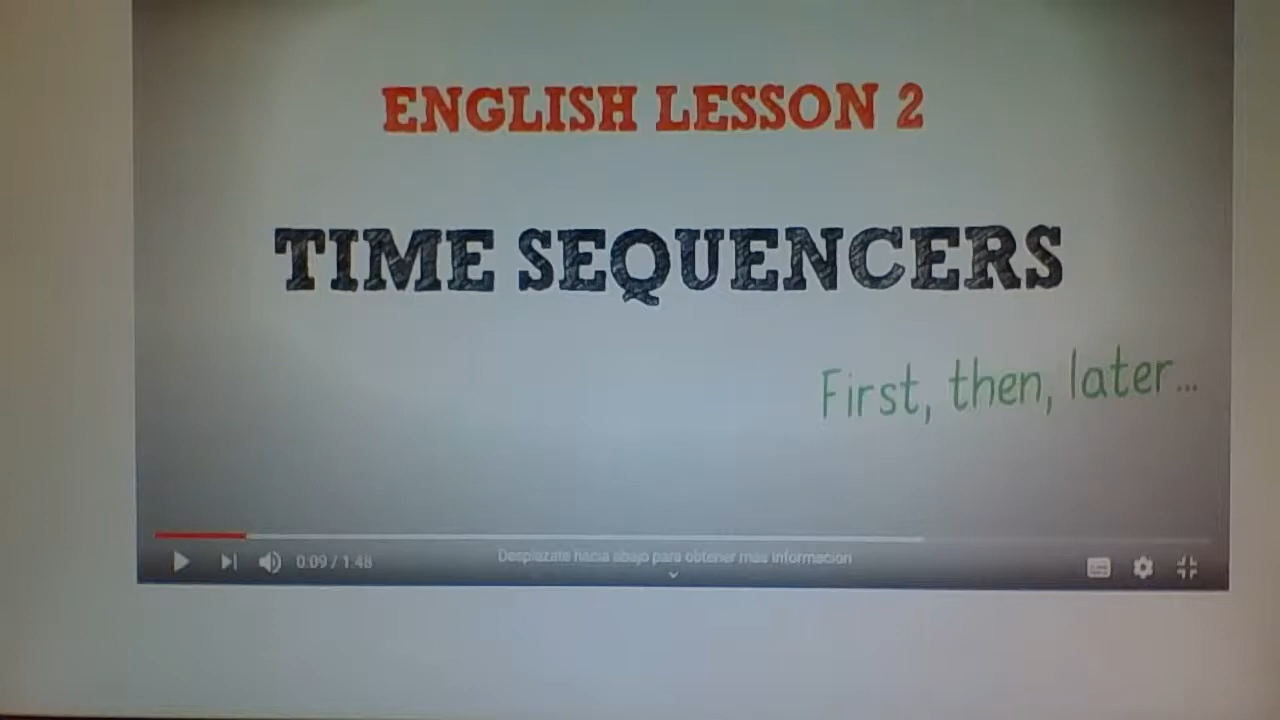 ENGLISH LESSON 2
TIME SEQUENCERS
First, then, later...
0:09 / 1:48
Desplázate hacia abajo para obtener más información